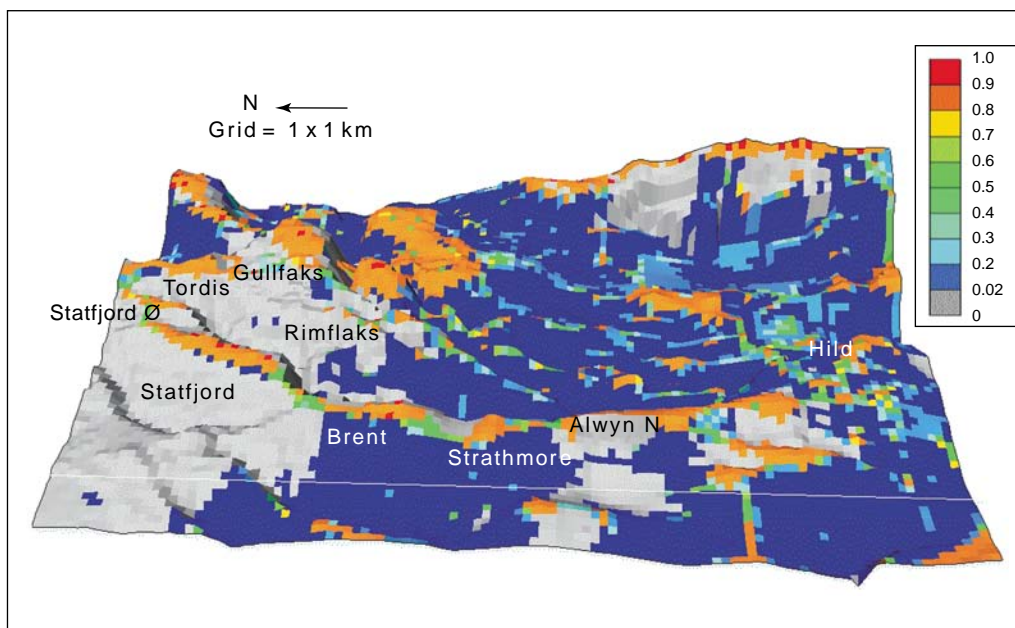 N
Grid = 1 x 1 km
1.0
0.9
0.8
0.7
0.6
0.5
0.4
0.3
0.2
0.02
0
Gullfaks
Tordis
Statfjord Ø
Rimflaks
Hild
Statfjord
Alwyn N
Brent
Strathmore